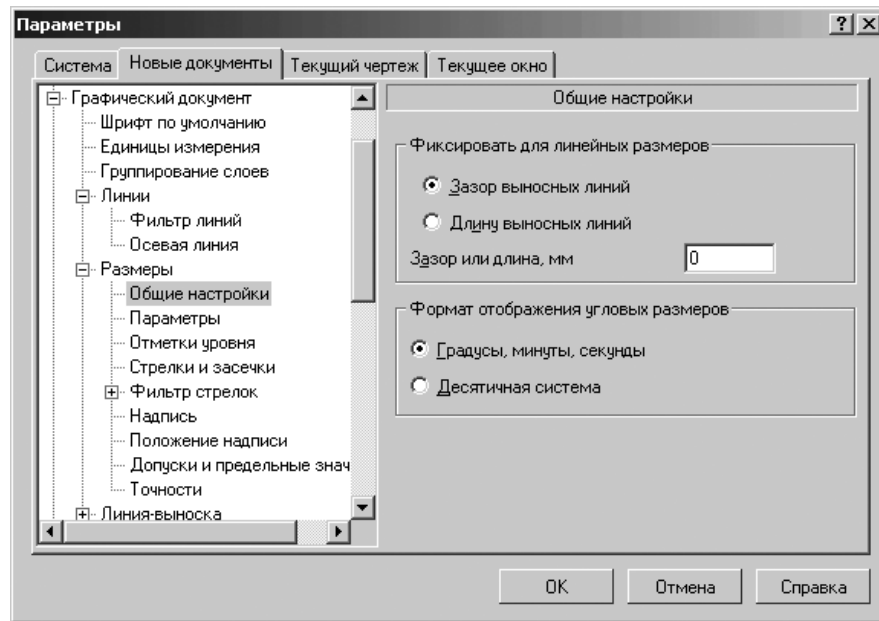 Параметры
Система Новые документы Текущий чертеж Текущее окно
Графический документ
Шрифт по умолчанию
Единицы измерения
Группирование слоев
Линии
Фильтр линий
Осевая линия
Размеры
Общие настройки
Параметры
Отметки уровня
Стрелки и засечки
Фильтр стрелок
Надпись
Положение надписи
Допуски и предельные знач
Точности
Линия-выноска
Общие настройки
Фиксировать для линейных размеров
Зазор выносных линий
Длину выносных линий
Зазор или длина, мм 0
Формат отображения угловых размеров
Градусы, минуты, секунды
Десятичная система
OK Отмена Справка